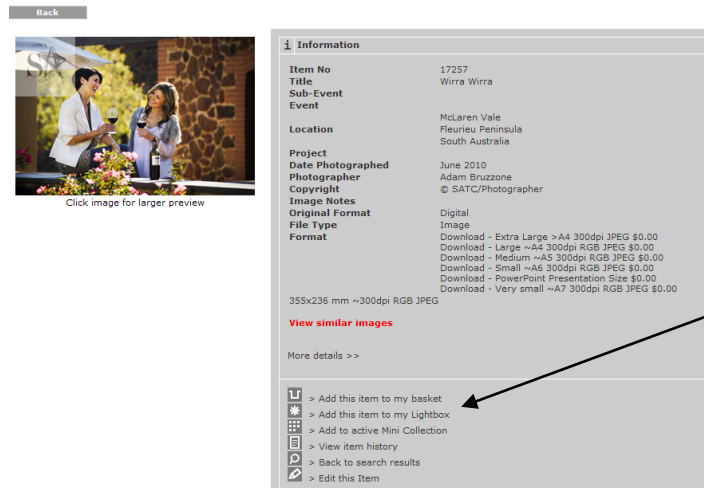 Back
SA
Click image for larger preview
i Information
Item No 17257
Title Wirra Wirra
Sub-Event
Event
McLaren Vale
Location Fleurieu Peninsula
South Australia
Project
Date Photographed June 2010
Photographer Adam Bruzzone
Copyright © SATC/Photographer
Image Notes
Original Format Digital
File Type Image
Format Download - Extra Large >A4 300dpi JPEG $0.00
Download - Large ~A4 300dpi RGB JPEG $0.00
Download - Medium ~A5 300dpi RGB JPEG $0.00
Download - Small ~A6 300dpi RGB JPEG $0.00
Download - PowerPoint Presentation Size $0.00
Download - Very small ~A7 300dpi RGB JPEG $0.00
355x236 mm ~300dpi RGB JPEG
View similar images
More details >>
> Add this item to my basket
> Add this item to my Lightbox
> Add to active Mini Collection
> View item history
> Back to search results
> Edit this Item